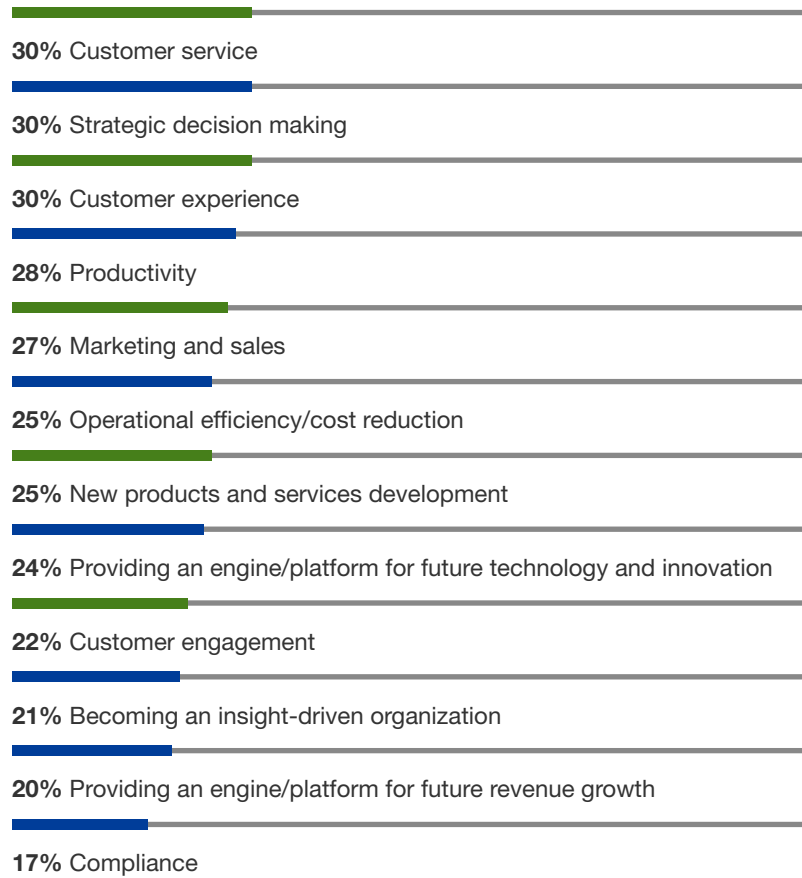 30% Customer service
30% Strategic decision making
30% Customer experience
28% Productivity
27% Marketing and sales
25% Operational efficiency/cost reduction
25% New products and services development
24% Providing an engine/platform for future technology and innovation
22% Customer engagement
21% Becoming an insight-driven organization
20% Providing an engine/platform for future revenue growth
17% Compliance